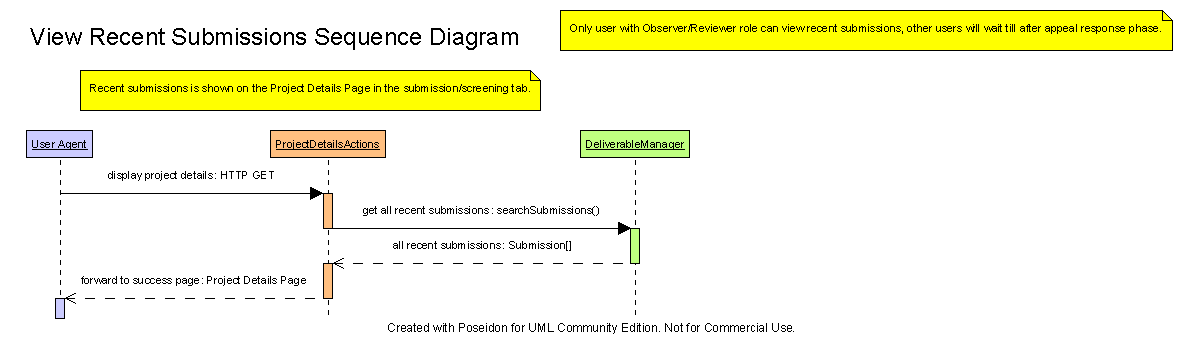 Only user with Observer/Reviewer role can view recent submissions, other users will wait till after appeal response phase.
View Recent Submissions Sequence Diagram
Recent submissions is shown on the Project Details Page in the submission/screening tab.
User Agent
ProjectDetailsActions
DeliverableManager
display project details: HTTP GET
get all recent submissions: searchSubmissions()
all recent submissions: Submission[]
forward to success page: Project Details Page
Created with Poseidon for UML Community Edition. Not for Commercial Use.